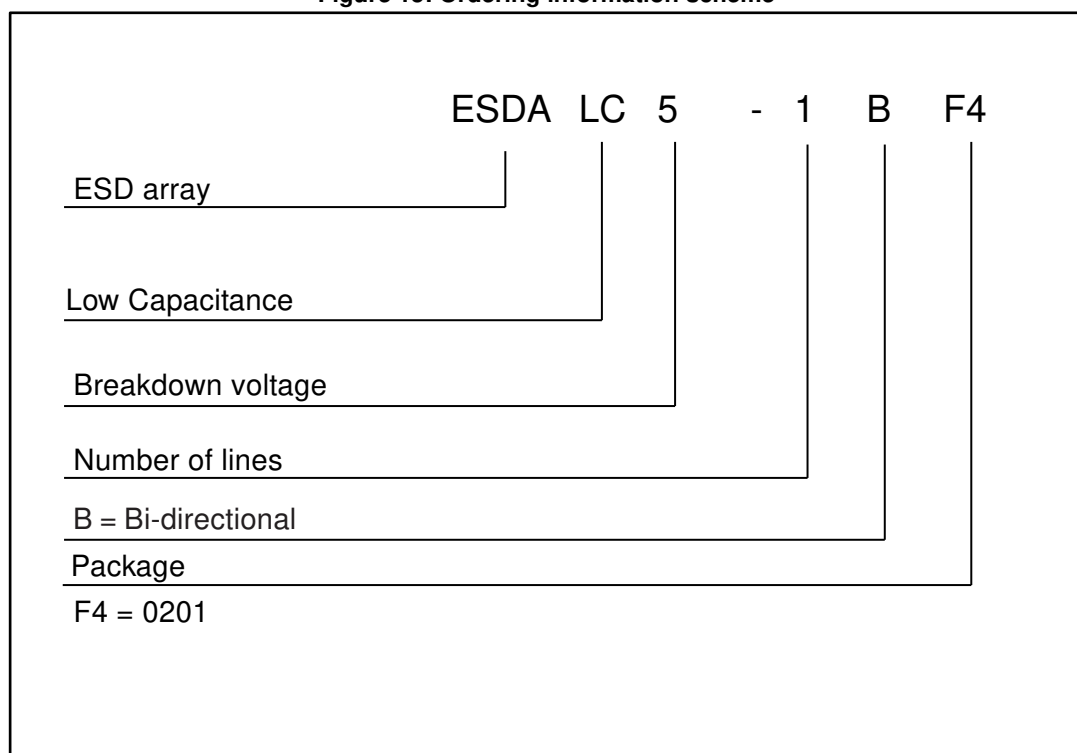 ESDA LC 5 - 1 B F4
ESD array
Low Capacitance
Breakdown voltage
Number of lines
B = Bi-directional
Package
F4 = 0201